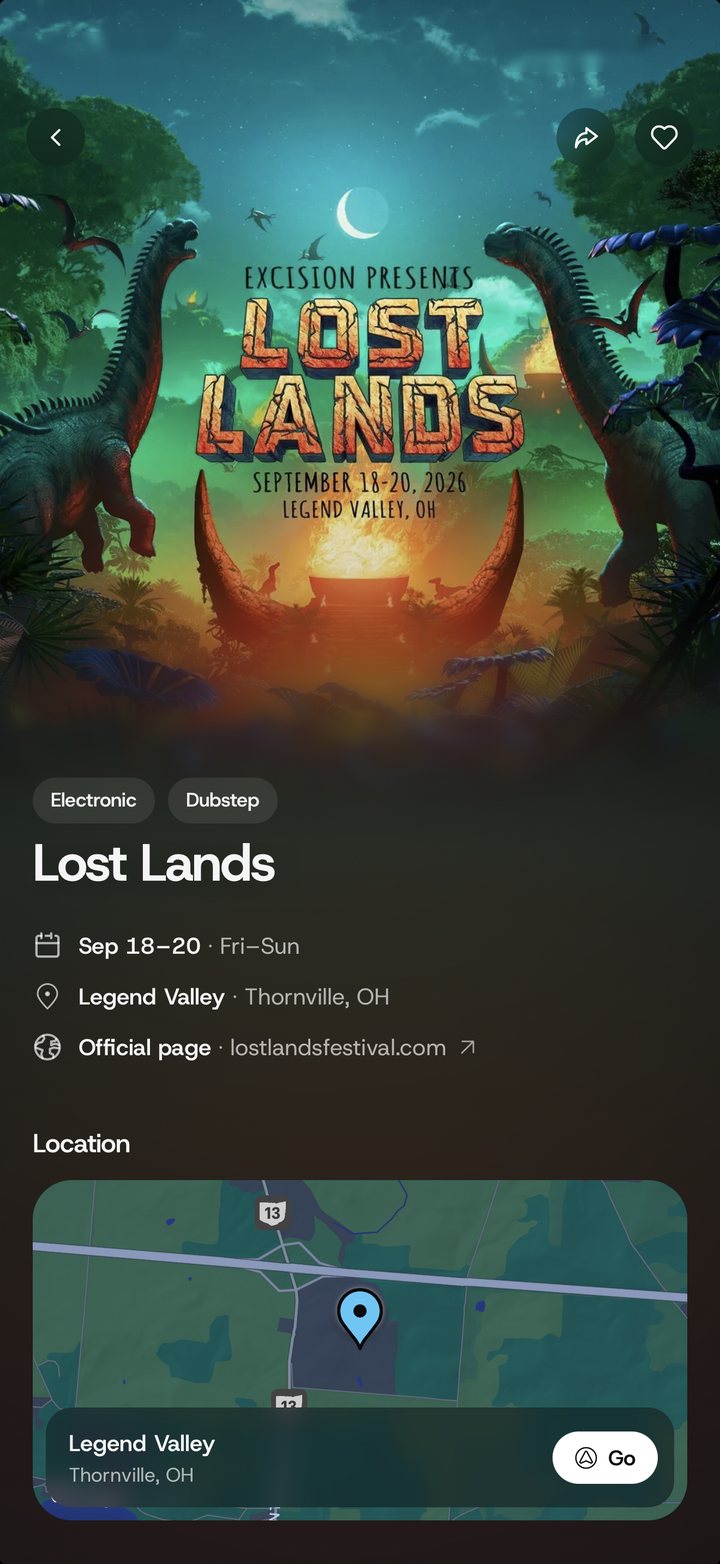 EXCISION PRESENTS
LOST
LANDS
SEPTEMBER 18-20, 2026
LEGEND VALLEY, OH
Electronic
Dubstep
Lost Lands
Sep 18–20 · Fri–Sun
Legend Valley · Thornville, OH
Official page · lostlandsfestival.com
Location
13
13
Legend Valley
Thornville, OH
Go